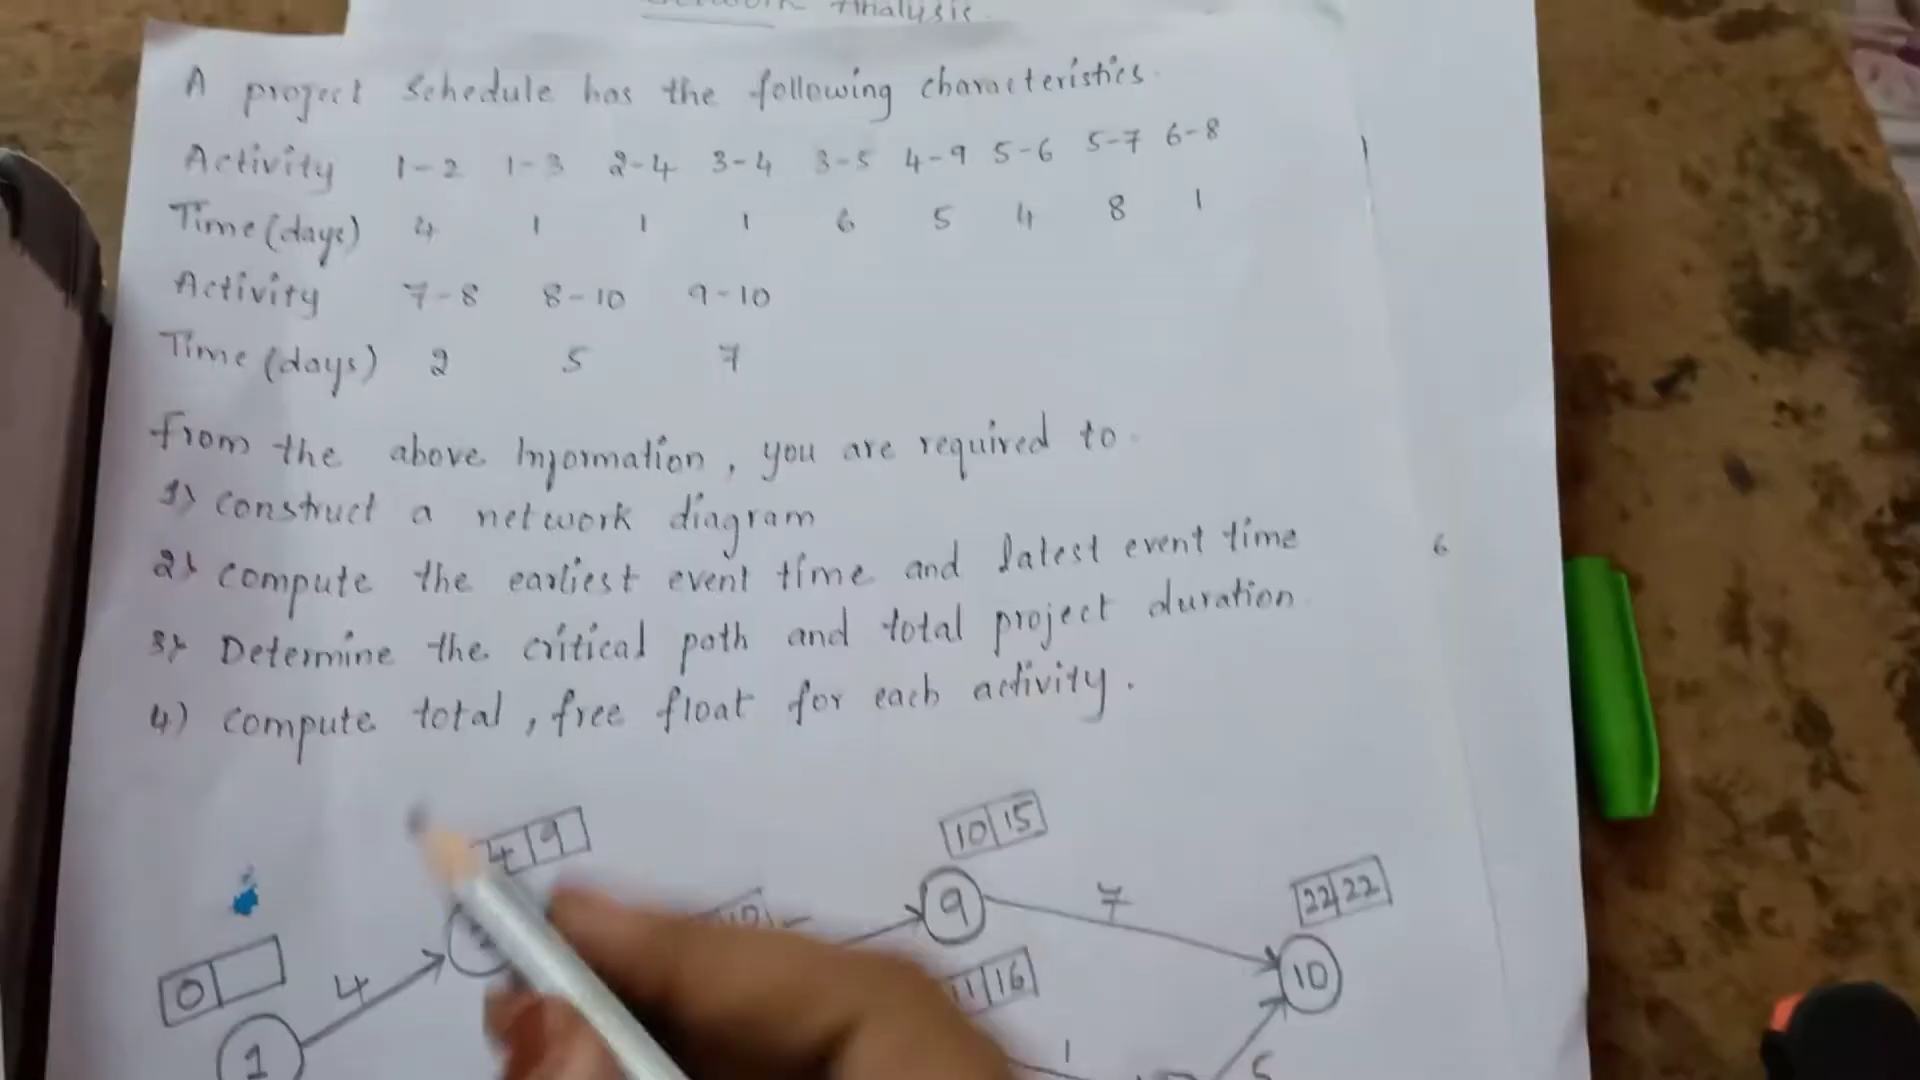 Analysis
A project Schedule has the following characteristics.
Activity 1-2 1-3 2-4 3-4 3-5 4-9 5-6 5-7 6-8
Time (days) 4 1 1 1 6 5 4 8 1
Activity 7-8 8-10 9-10
Time (days) 2 5 7
From the above Information, you are required to
1) construct a network diagram
2) compute the earliest event time and latest event time
6
3) Determine the critical path and total project duration
4) compute total, free float for each activity.
4 9
10 15
22 22
9
7
10
0
4
11 16
1
1
5